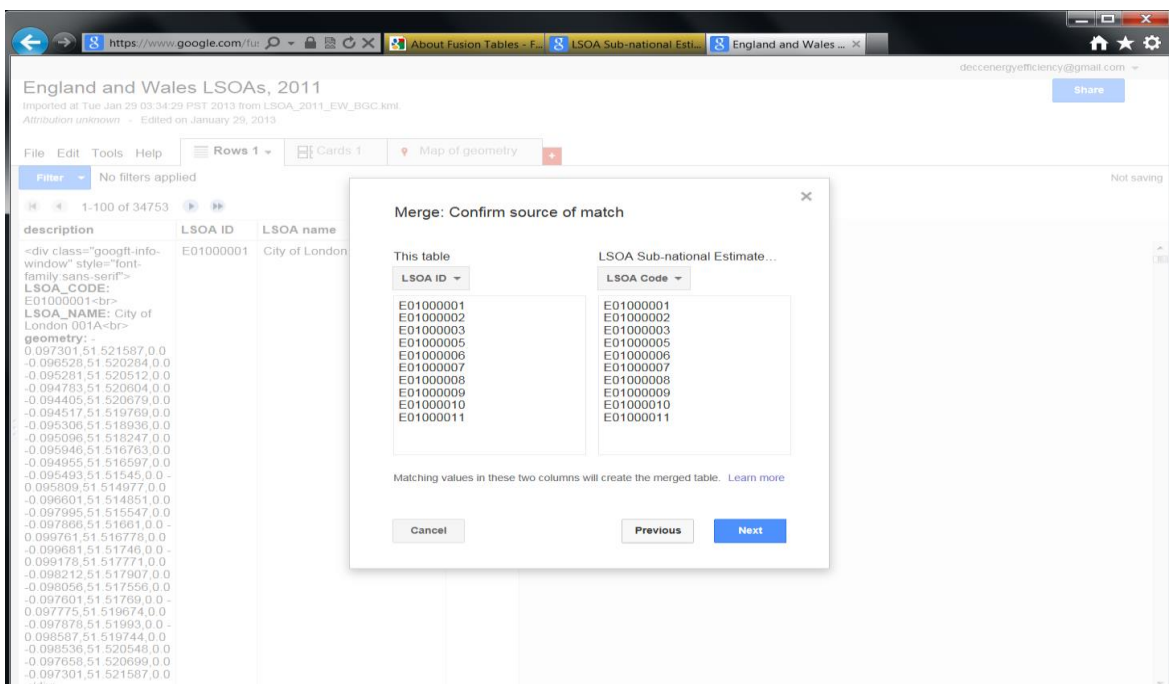 https://www.google.com/fu:
About Fusion Tables - F...
LSOA Sub-national Esti...
England and Wales ...
deccenergyefficiency@gmail.com
England and Wales LSOAs, 2011
Share
Imported at Tue Jan 29 03:34:29 PST 2013 from LSOA_2011_EW_BGC.kml.
Attribution unknown - Edited on January 29, 2013
File Edit Tools Help
Rows 1
Cards 1
Map of geometry
Filter
No filters applied
Not saving
1-100 of 34753
description LSOA ID LSOA name
<div class="googft-info-
window" style="font-
family:sans-serif">
LSOA_CODE:
E01000001<br>
LSOA_NAME: City of
London 001A<br>
geometry: -
0.097301,51.521587,0.0
-0.096528,51.520284,0.0
-0.095281,51.520512,0.0
-0.094783,51.520604,0.0
-0.094405,51.520679,0.0
-0.094517,51.519769,0.0
-0.095306,51.518936,0.0
-0.095096,51.518247,0.0
-0.095946,51.516763,0.0
-0.094955,51.516597,0.0
-0.095493,51.51545,0.0 -
0.095809,51.514977,0.0
-0.096601,51.514851,0.0
-0.097995,51.515547,0.0
-0.097866,51.51661,0.0 -
0.099761,51.516778,0.0
-0.099681,51.51746,0.0 -
0.099178,51.517771,0.0
-0.098212,51.517907,0.0
-0.098056,51.517556,0.0
-0.097601,51.51769,0.0 -
0.097775,51.519674,0.0
-0.097878,51.51993,0.0 -
0.098587,51.519744,0.0
-0.098536,51.520548,0.0
-0.097658,51.520699,0.0
-0.097301,51.521587,0.0
E01000001
City of London
Merge: Confirm source of match
This table
LSOA ID
E01000001
E01000002
E01000003
E01000005
E01000006
E01000007
E01000008
E01000009
E01000010
E01000011
LSOA Sub-national Estimate...
LSOA Code
E01000001
E01000002
E01000003
E01000005
E01000006
E01000007
E01000008
E01000009
E01000010
E01000011
Matching values in these two columns will create the merged table. Learn more
Cancel
Previous
Next